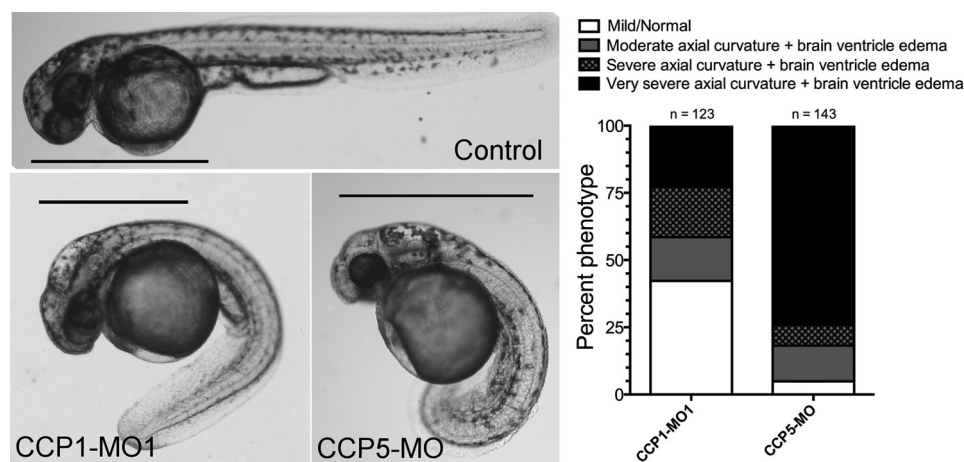 Control
CCP1-MO1
CCP5-MO
Mild/Normal
Moderate axial curvature + brain ventricle edema
Severe axial curvature + brain ventricle edema
Very severe axial curvature + brain ventricle edema
n = 123
n = 143
100
75
50
25
0
Percent phenotype
CCP1-MO1
CCP5-MO